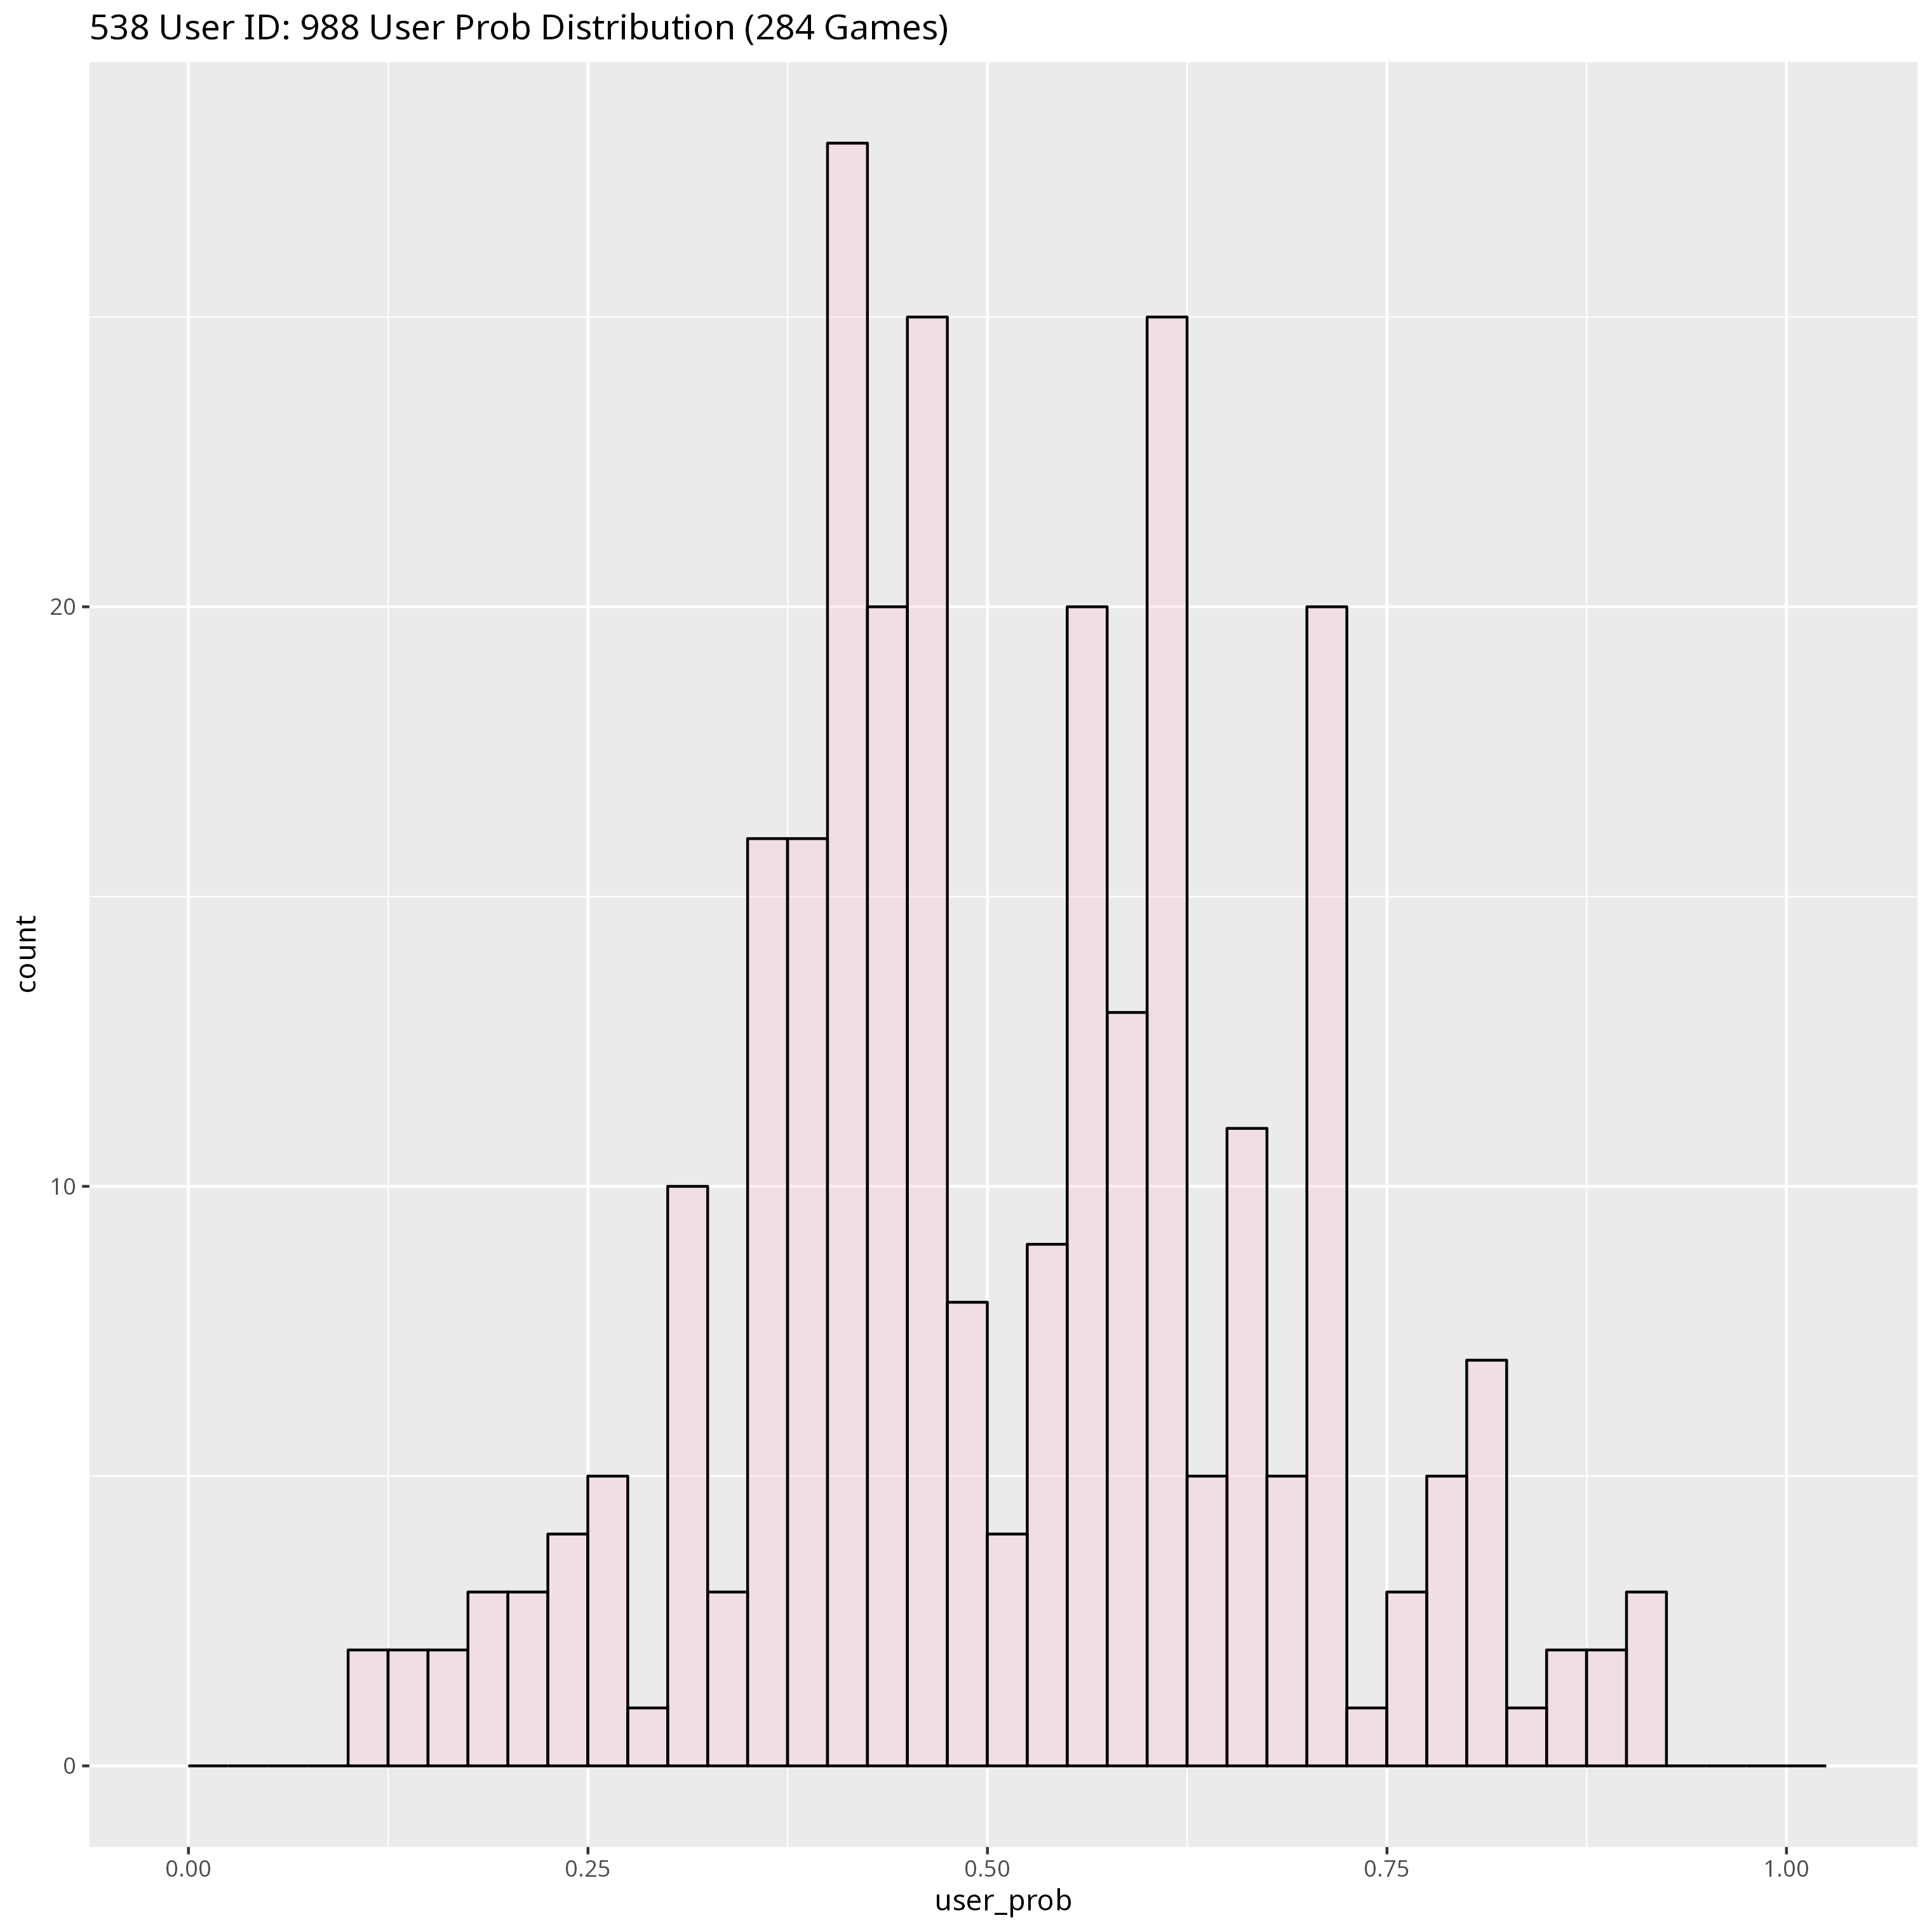 538 User ID: 988 User Prob Distribution (284 Games)
count
20
10
0
0.00 0.25 0.50 0.75 1.00
user_prob